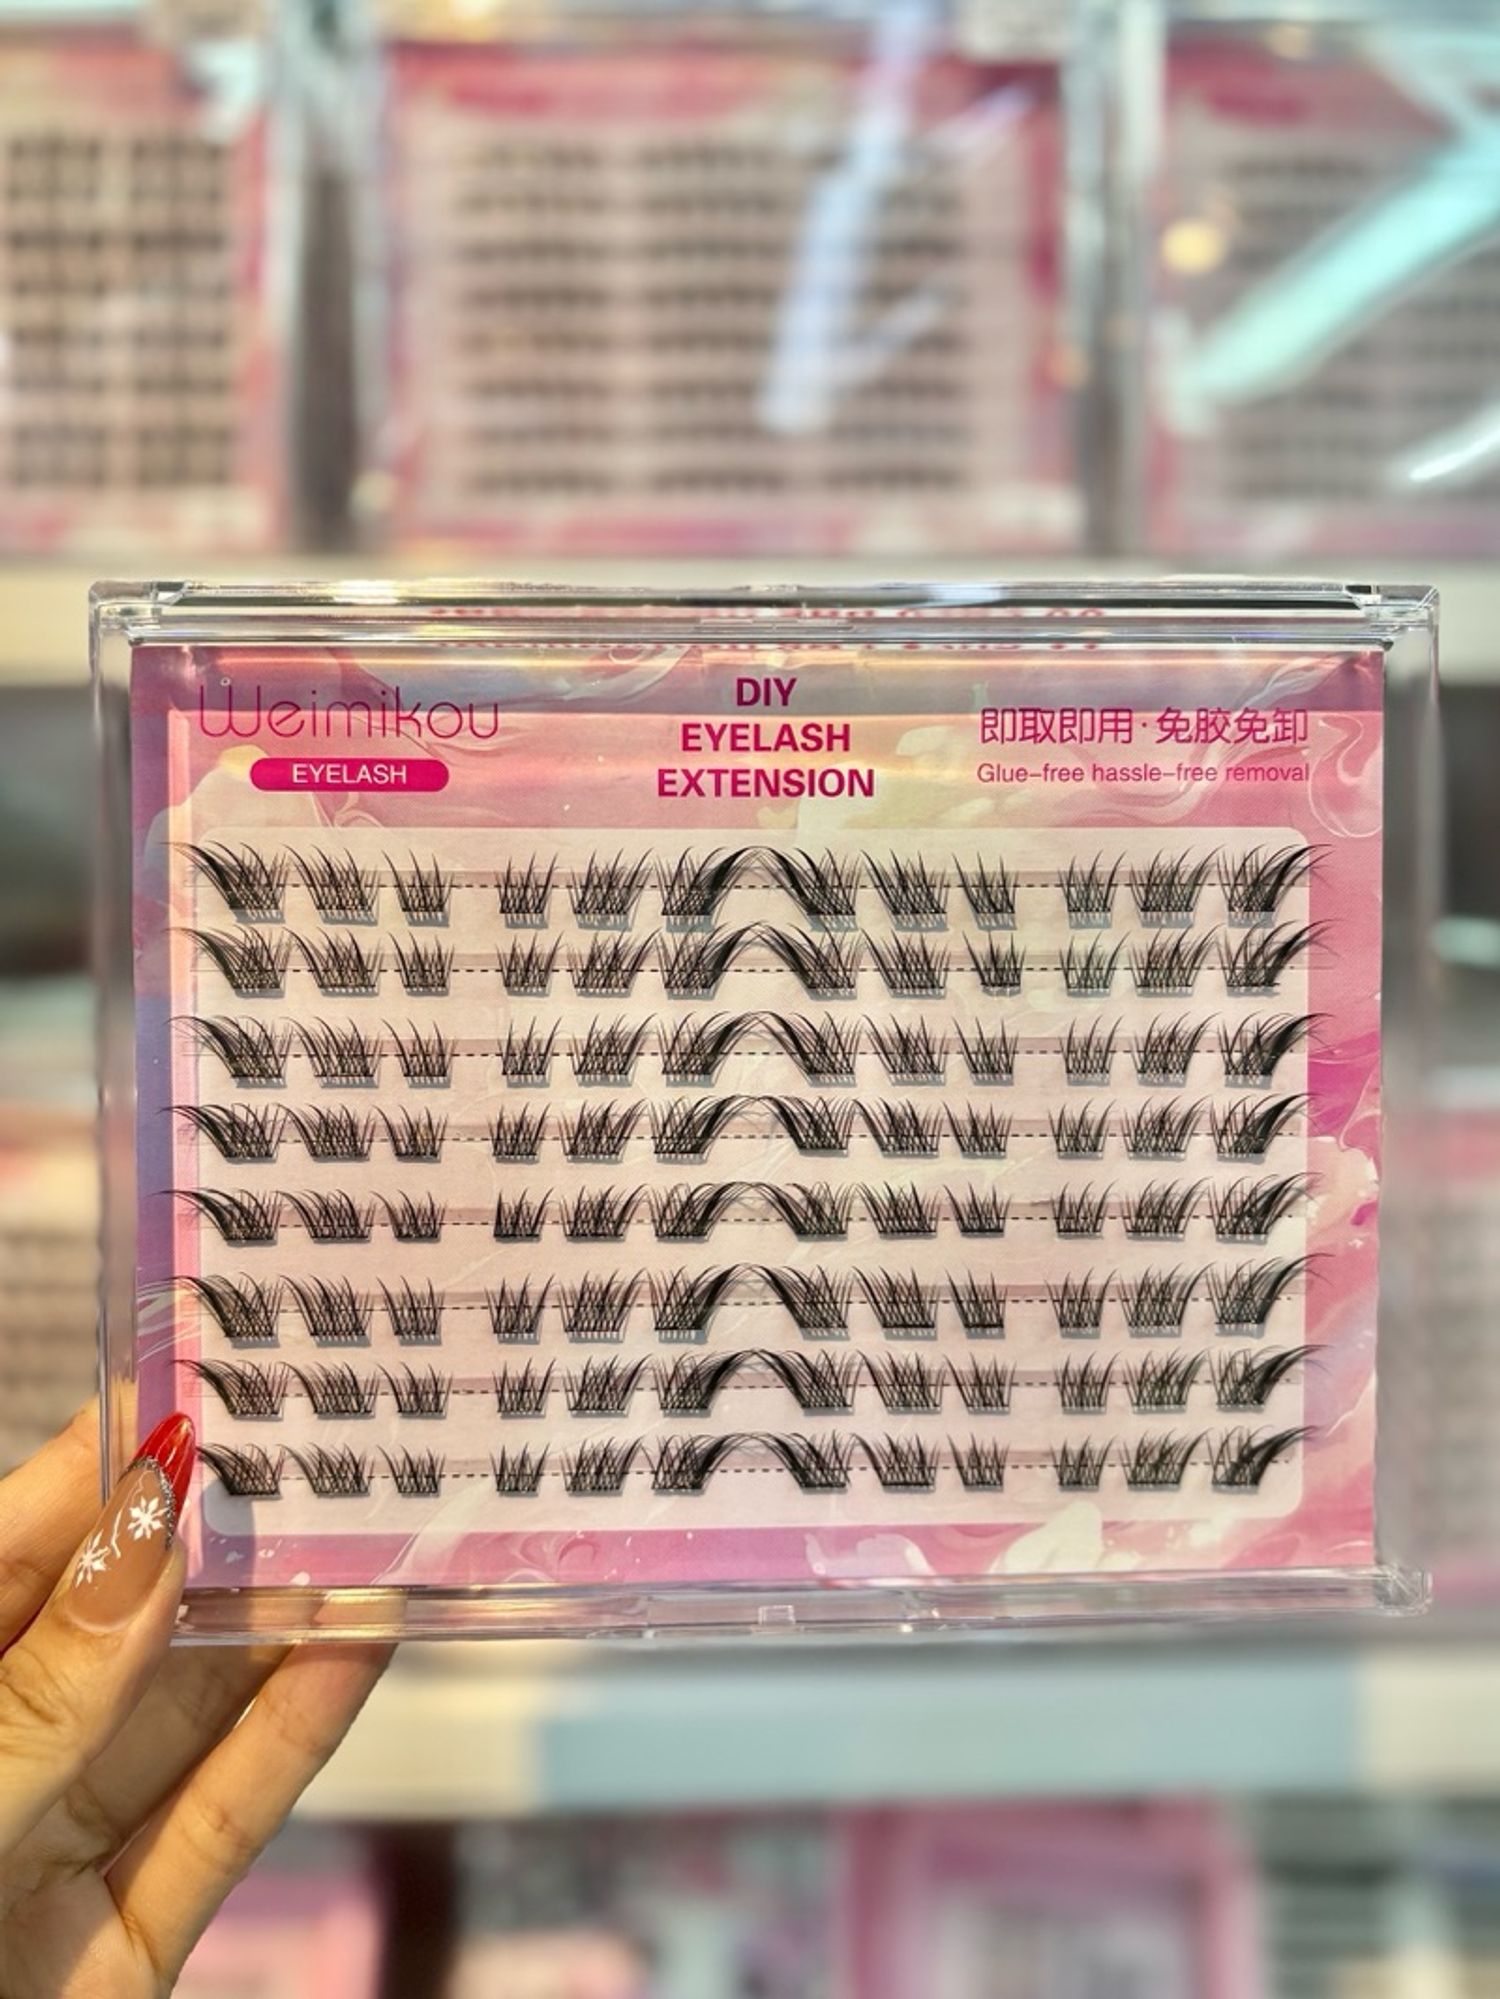 Weimikou
EYELASH
DIY
EYELASH
EXTENSION
即取即用·免胶免卸
Glue-free hassle-free removal